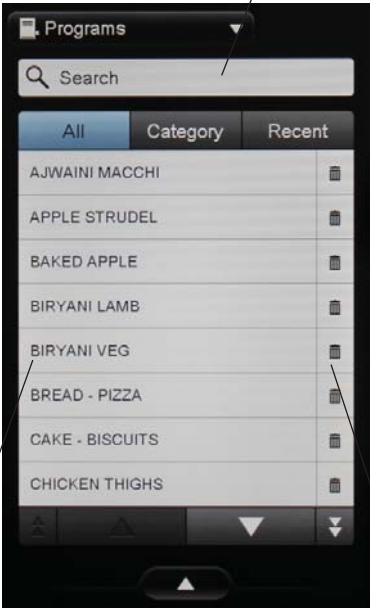 Programs
Search
All Category Recent
AJWAINI MACCHI
APPLE STRUDEL
BAKED APPLE
BIRYANI LAMB
BIRYANI VEG
BREAD - PIZZA
CAKE - BISCUITS
CHICKEN THIGHS